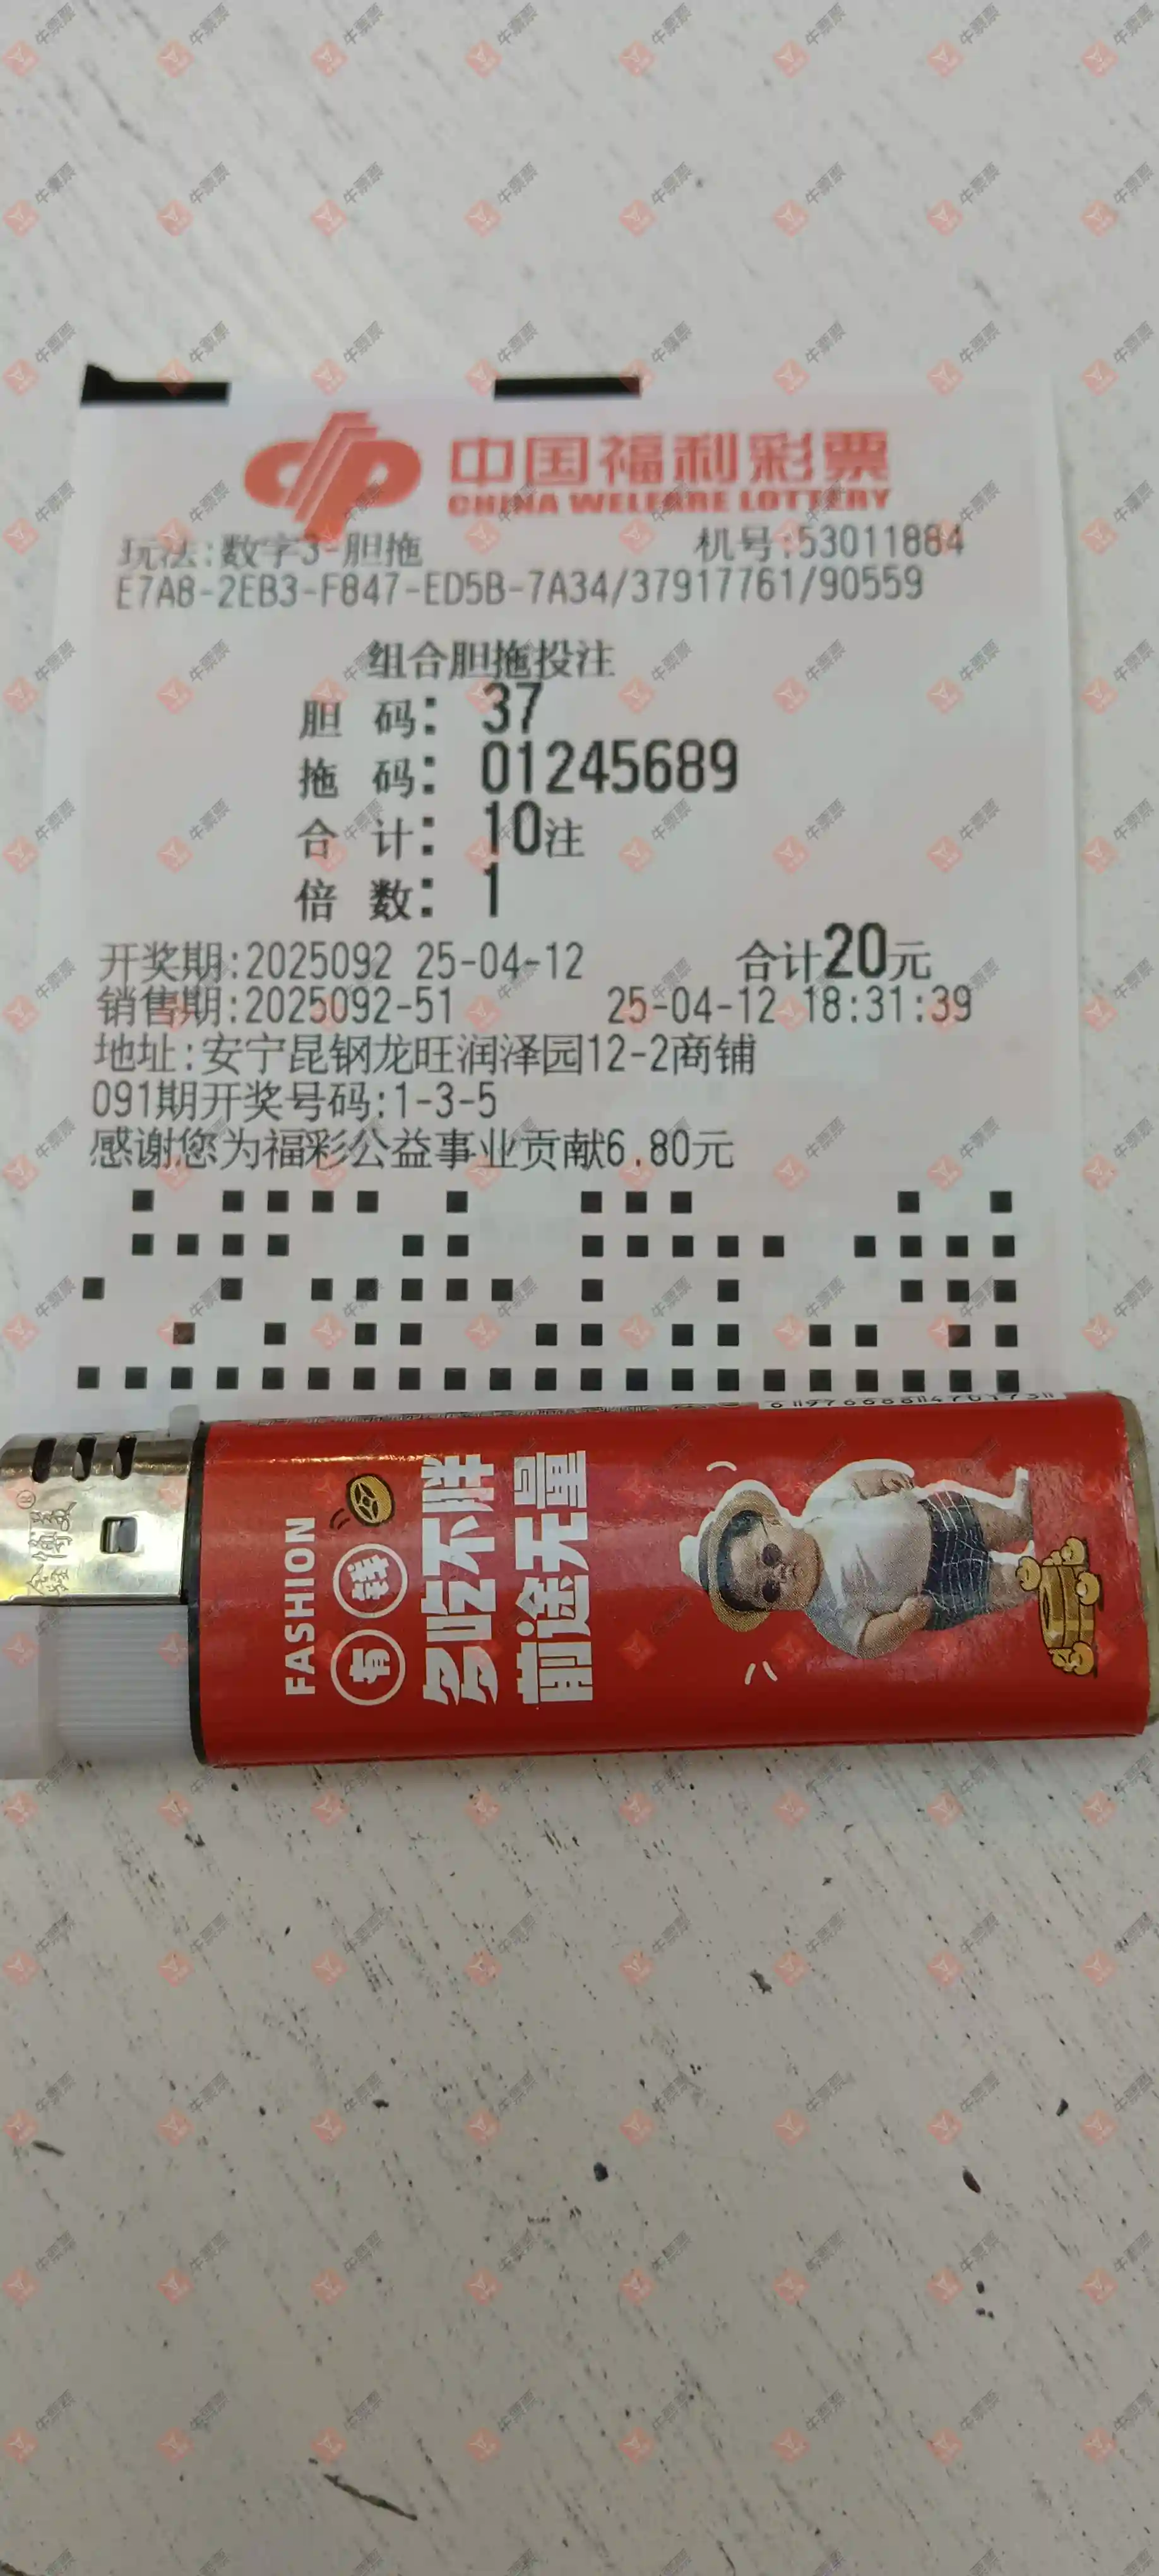 中国福利彩票
CHINA WELFARE LOTTERY
玩法:数字3-胆拖 机号:53011884
E7A8-2EB3-F847-ED5B-7A34/37917761/90559
组合胆拖投注
胆 码: 37
拖 码: 01245689
合 计: 10注
倍 数: 1
开奖期:2025092 25-04-12 合计20元
销售期:2025092-51 25-04-12 18:31:39
地址:安宁昆钢龙旺润泽园12-2商铺
091期开奖号码:1-3-5
感谢您为福彩公益事业贡献6.80元
FASHION
有钱
多吃不胖
前途无量
牛票票